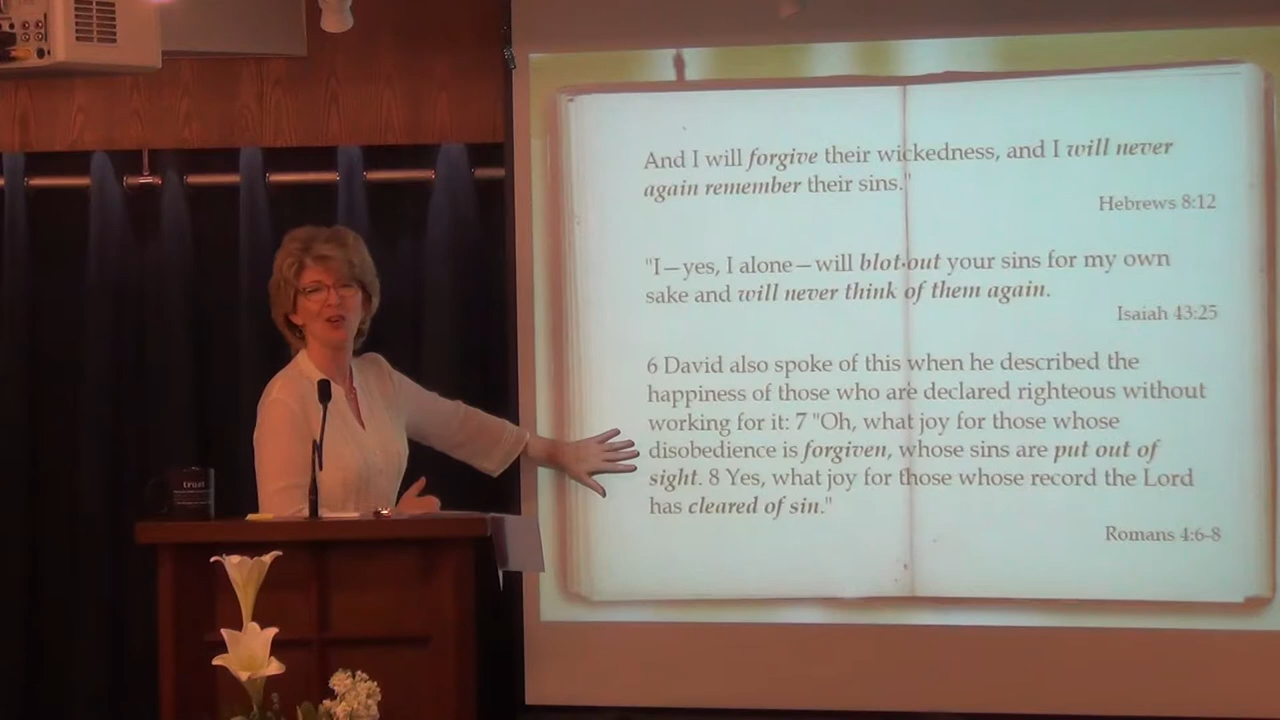 And I will forgive their wickedness, and I will never
again remember their sins."
Hebrews 8:12
"I—yes, I alone—will blot out your sins for my own
sake and will never think of them again.
Isaiah 43:25
6 David also spoke of this when he described the
happiness of those who are declared righteous without
working for it: 7 "Oh, what joy for those whose
disobedience is forgiven, whose sins are put out of
sight. 8 Yes, what joy for those whose record the Lord
has cleared of sin."
Romans 4:6-8
trust